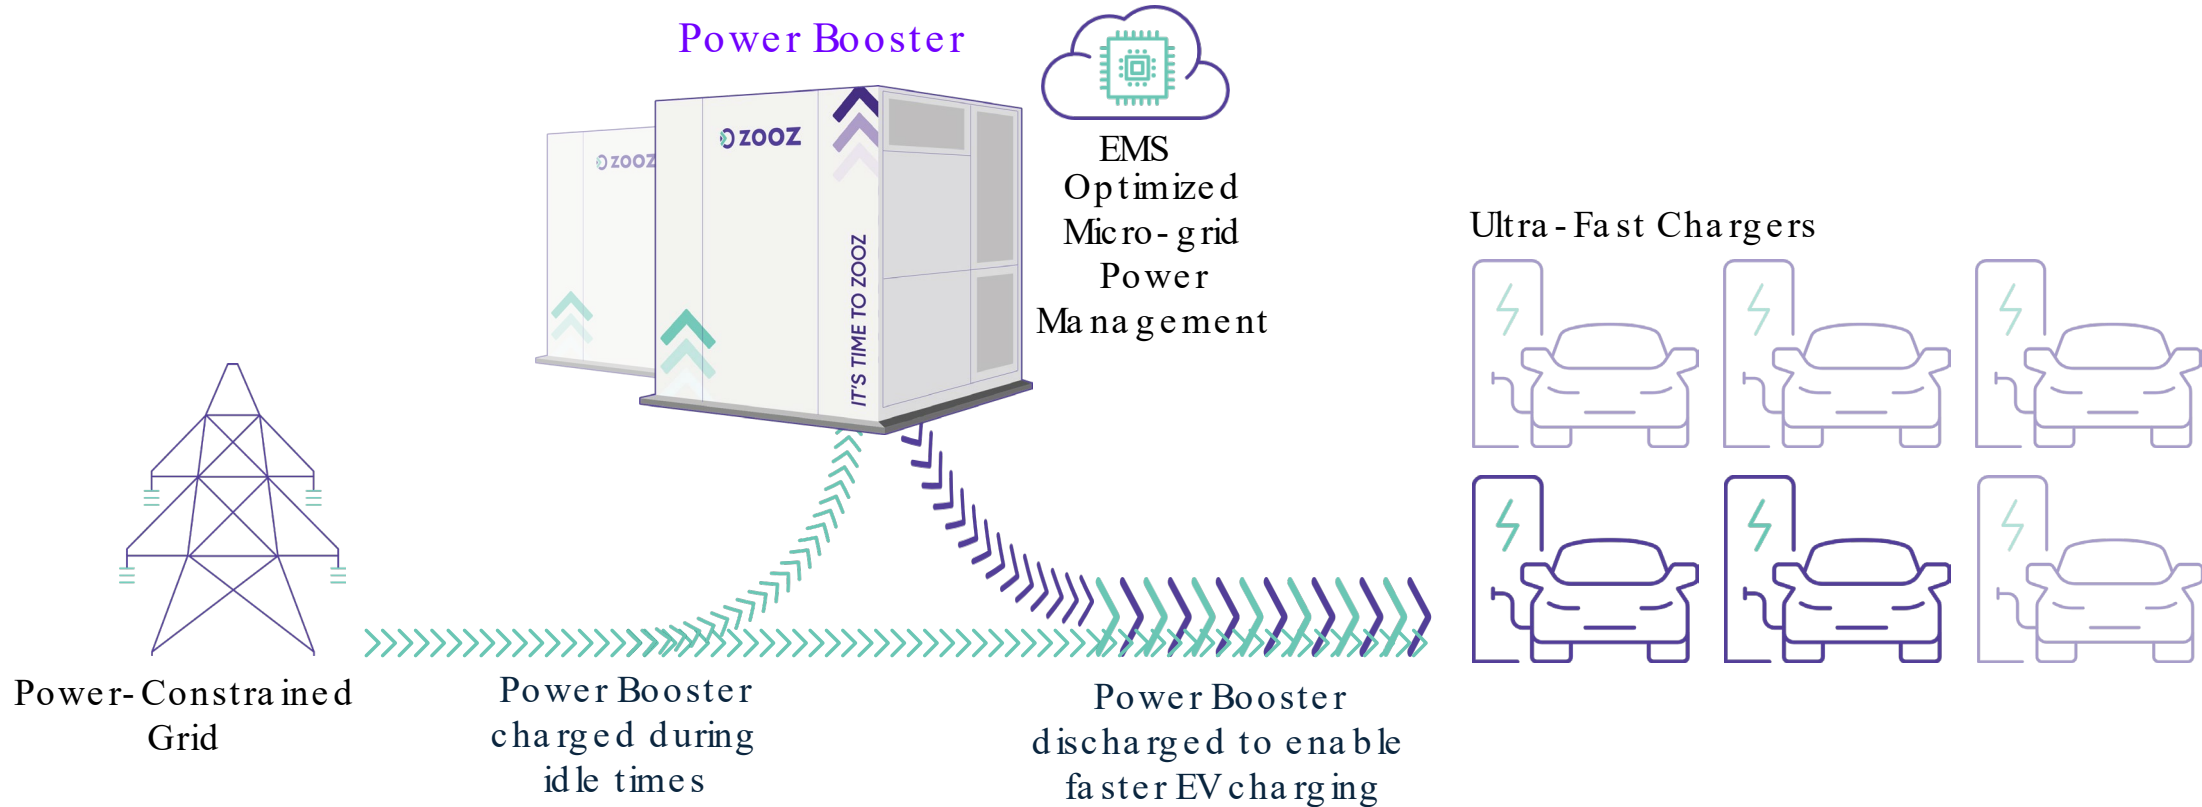 Power Booster
ZOOZ
ZOOZ
IT'S TIME TO ZOOZ
EMS
Optimized
Micro-grid
Power
Management
Ultra-Fast Chargers
Power-Constrained
Grid
Power Booster
charged during
idle times
Power Booster
discharged to enable
faster EV charging